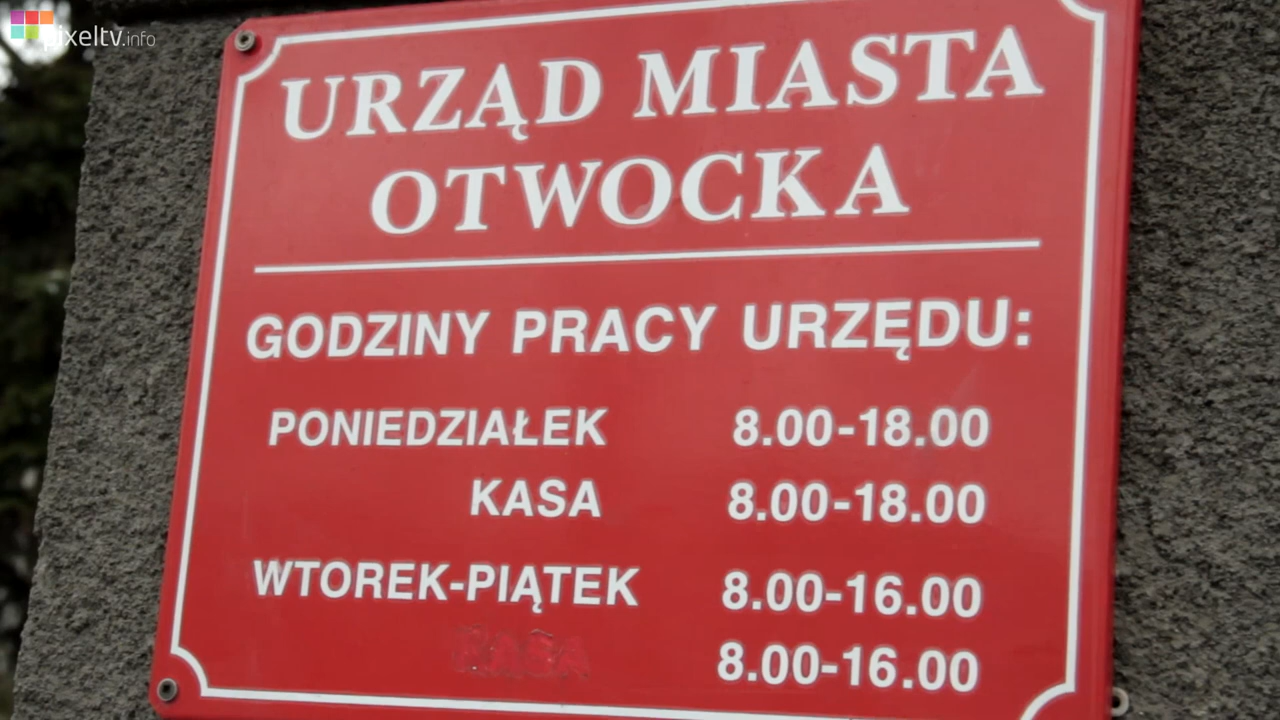 pixeltv.info
URZĄD MIASTA
OTWOCKA
GODZINY PRACY URZĘDU:
PONIEDZIAŁEK 8.00-18.00
KASA 8.00-18.00
WTOREK-PIĄTEK 8.00-16.00
KASA 8.00-16.00